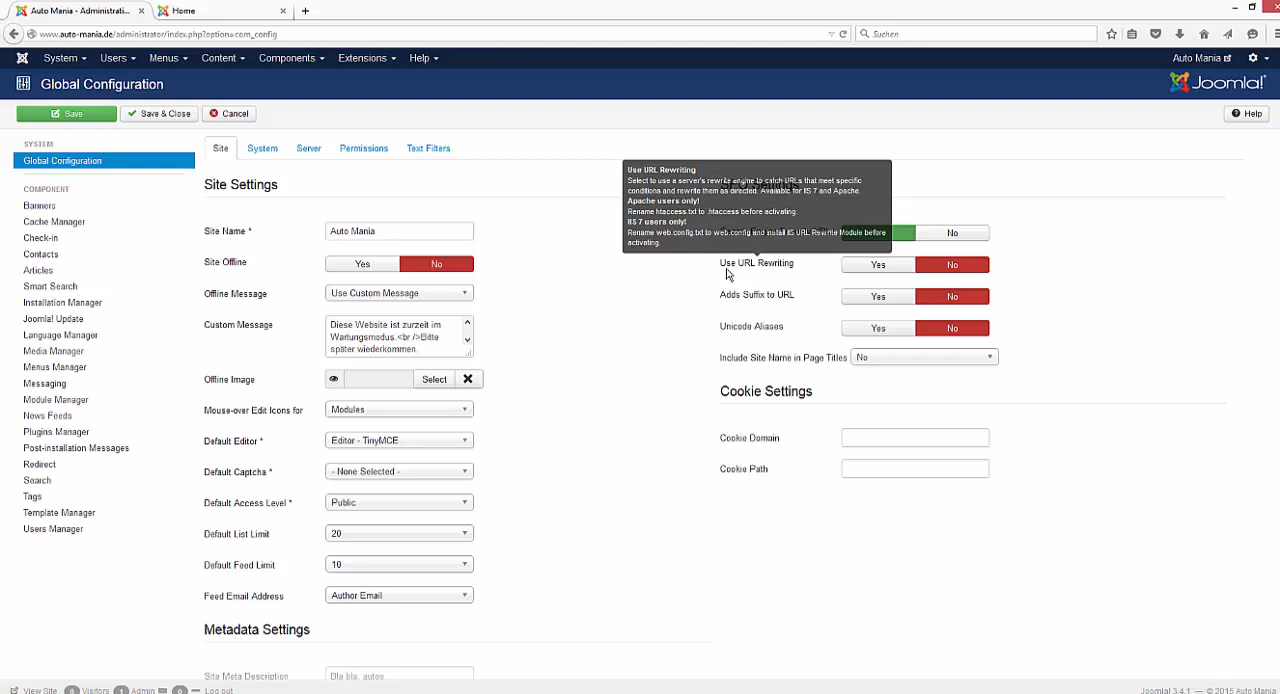 Auto Mania - Administrati...
Home
www.auto-mania.de/administrator/index.php?option=com_config
Suchen
System Users Menus Content Components Extensions Help
Auto Mania
Global Configuration
Joomla!
Save
Save & Close
Cancel
Help
SYSTEM
Global Configuration
COMPONENT
Banners
Cache Manager
Check-in
Contacts
Articles
Smart Search
Installation Manager
Joomla! Update
Language Manager
Media Manager
Menus Manager
Messaging
Module Manager
News Feeds
Plugins Manager
Post-installation Messages
Redirect
Search
Tags
Template Manager
Users Manager
Site System Server Permissions Text Filters
Site Settings
Site Name *
Auto Mania
Site Offline
Yes No
Offline Message
Use Custom Message
Custom Message
Diese Website ist zurzeit im
Wartungsmodus.<br />Bitte
später wiederkommen.
Offline Image
Select
Mouse-over Edit Icons for
Modules
Default Editor *
Editor - TinyMCE
Default Captcha *
- None Selected -
Default Access Level *
Public
Default List Limit
20
Default Feed Limit
10
Feed Email Address
Author Email
Metadata Settings
Site Meta Description
Bla bla, autos
Use URL Rewriting
Select to use a server's rewrite engine to catch URLs that meet specific
conditions and rewrite them as directed. Available for IIS 7 and Apache.
Apache users only!
Rename htaccess.txt to .htaccess before activating.
IIS 7 users only!
Rename web.config.txt to web.config and install IIS URL Rewrite Module before
activating.
No
Use URL Rewriting
Yes No
Adds Suffix to URL
Yes No
Unicode Aliases
Yes No
Include Site Name in Page Titles
No
Cookie Settings
Cookie Domain
Cookie Path
View Site 0 Visitors 1 Admin 0 Log out
Joomla! 3.4.1 — © 2015 Auto Mania